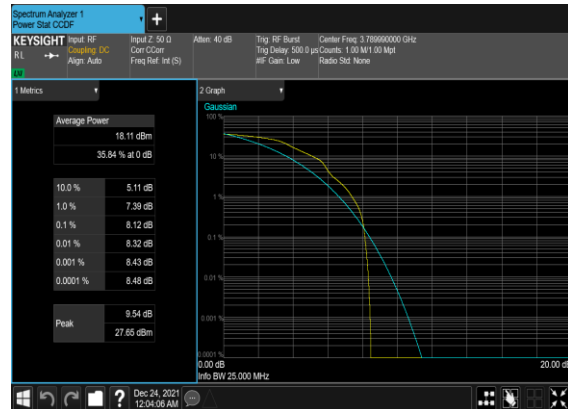 Spectrum Analyzer 1
Power Stat CCDF
KEYSIGHT
RL
Input: RF
Coupling: DC
Align: Auto
Input Z: 50 Ω
Corr CCorr
Freq Ref: Int (S)
Atten: 40 dB
Trig: RF Burst
Trig Delay: 500.0 µs
#IF Gain: Low
Center Freq: 3.789990000 GHz
Counts: 1.00 M/1.00 Mpt
Radio Std: None
1 Metrics
Average Power
18.11 dBm
35.84 % at 0 dB
10.0 % 5.11 dB
1.0 % 7.39 dB
0.1 % 8.12 dB
0.01 % 8.32 dB
0.001 % 8.43 dB
0.0001 % 8.48 dB
Peak
9.54 dB
27.65 dBm
2 Graph
Gaussian
100 %
10 %
1 %
0.1 %
0.01 %
0.001 %
0.0001 %
0.00 dB
20.00 dB
Info BW 25.000 MHz
?
Dec 24, 2021
12:04:06 AM